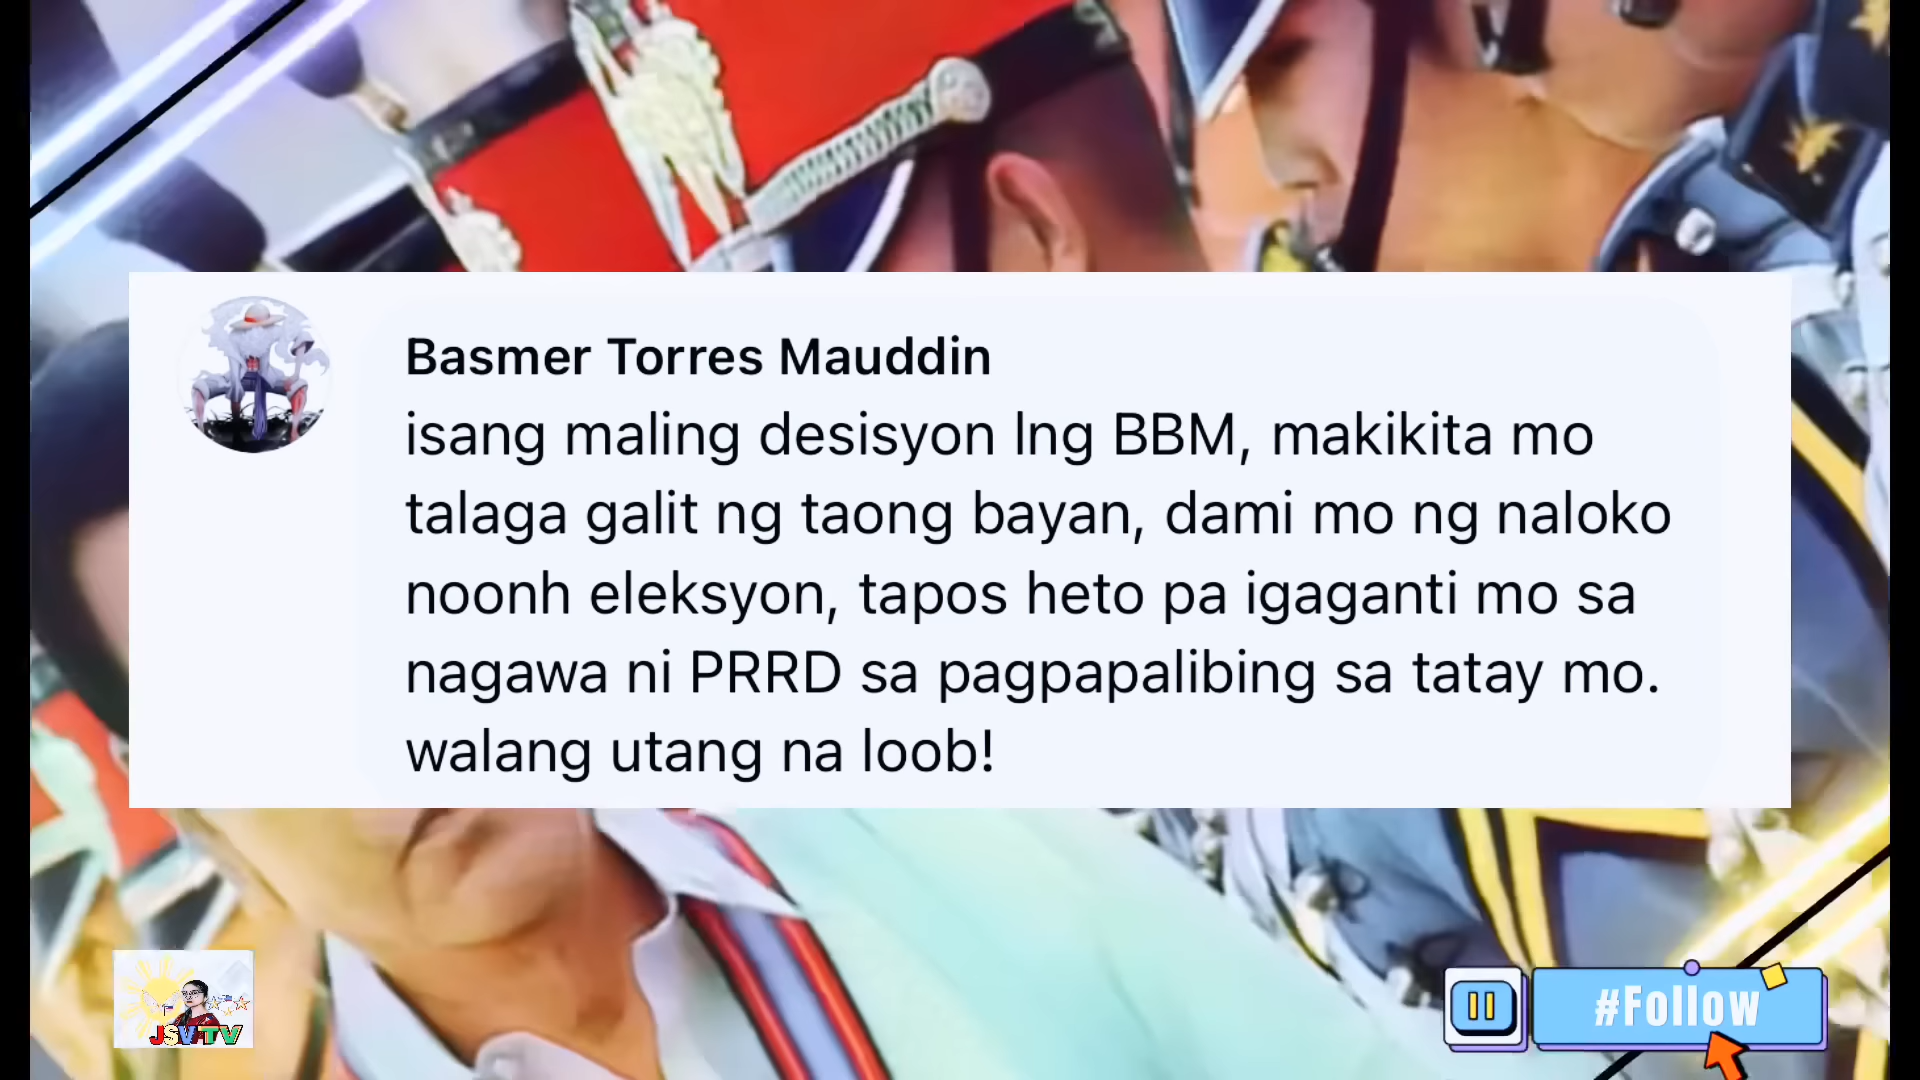 Basmer Torres Mauddin
isang maling desisyon lng BBM, makikita mo
talaga galit ng taong bayan, dami mo ng naloko
noonh eleksyon, tapos heto pa igaganti mo sa
nagawa ni PRRD sa pagpapalibing sa tatay mo.
walang utang na loob!
JSV TV
#Follow